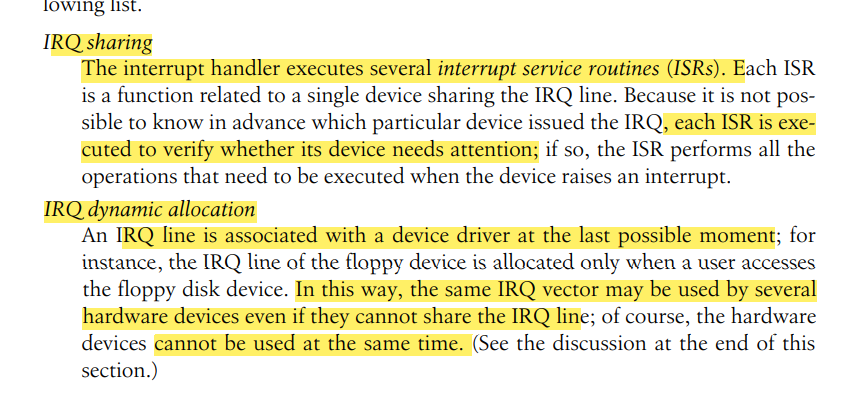 lowing list.
IRQ sharing
The interrupt handler executes several interrupt service routines (ISRs). Each ISR
is a function related to a single device sharing the IRQ line. Because it is not pos-
sible to know in advance which particular device issued the IRQ, each ISR is exe-
cuted to verify whether its device needs attention; if so, the ISR performs all the
operations that need to be executed when the device raises an interrupt.
IRQ dynamic allocation
An IRQ line is associated with a device driver at the last possible moment; for
instance, the IRQ line of the floppy device is allocated only when a user accesses
the floppy disk device. In this way, the same IRQ vector may be used by several
hardware devices even if they cannot share the IRQ line; of course, the hardware
devices cannot be used at the same time. (See the discussion at the end of this
section.)